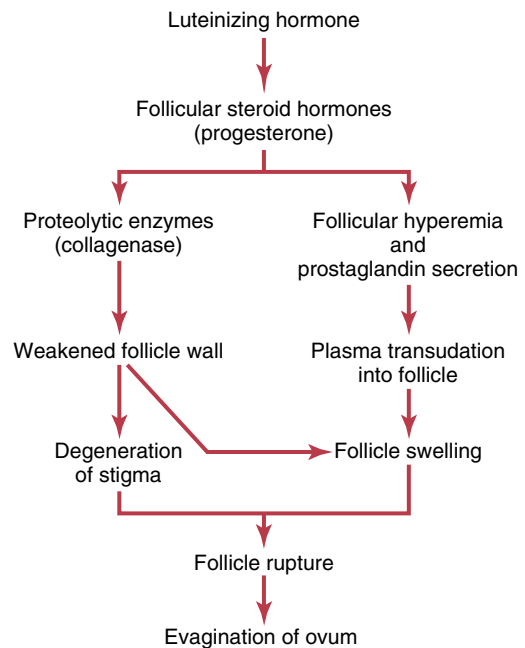 Luteinizing hormone
Follicular steroid hormones
(progesterone)
Proteolytic enzymes
(collagenase)
Follicular hyperemia
and
prostaglandin secretion
Weakened follicle wall
Plasma transudation
into follicle
Degeneration
of stigma
Follicle swelling
Follicle rupture
Evagination of ovum